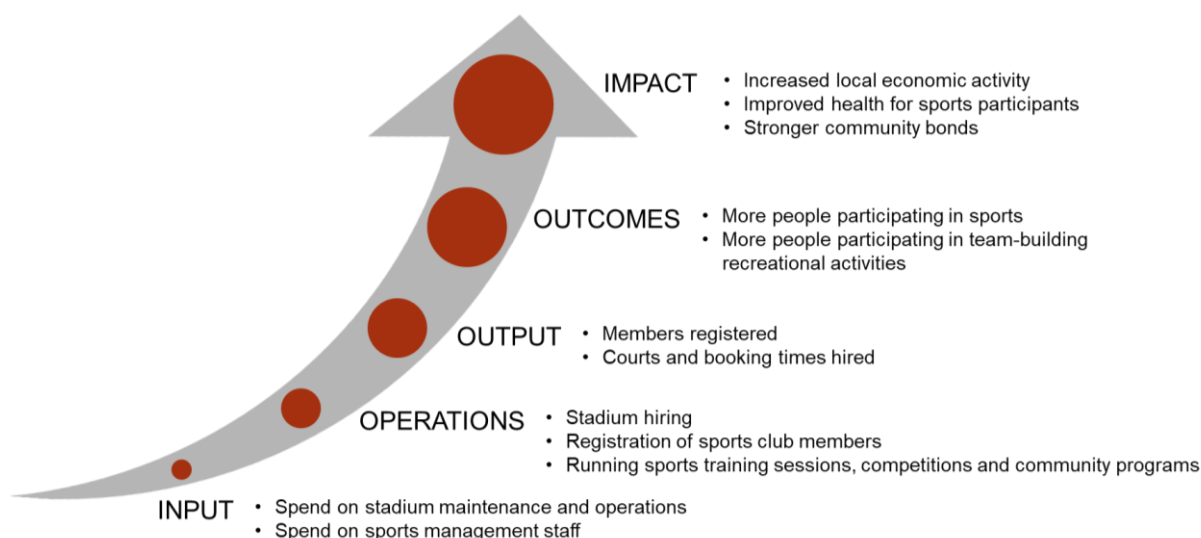 IMPACT
• Increased local economic activity
• Improved health for sports participants
• Stronger community bonds
OUTCOMES
• More people participating in sports
• More people participating in team-building
recreational activities
OUTPUT
• Members registered
• Courts and booking times hired
OPERATIONS
• Stadium hiring
• Registration of sports club members
• Running sports training sessions, competitions and community programs
INPUT
• Spend on stadium maintenance and operations
• Spend on sports management staff